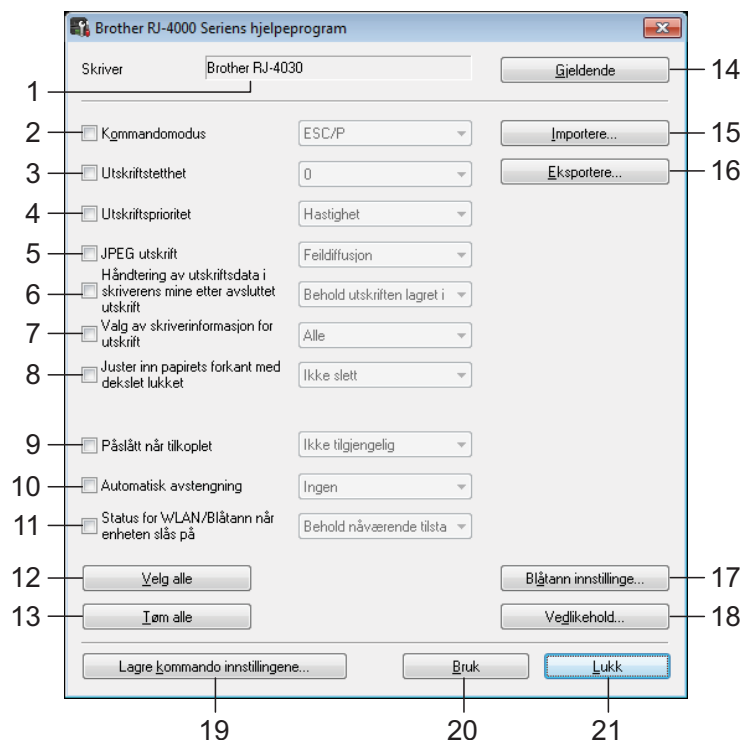 Brother RJ-4000 Seriens hjelpeprogram
Skriver
Brother RJ-4030
Gjeldende
14
1
2
Kommandomodus
ESC/P
Importere...
15
3
Utskriftstetthet
0
Eksportere...
16
4
Utskriftsprioritet
Hastighet
5
JPEG utskrift
Feildiffusjon
6
Håndtering av utskriftsdata i
skriverens mine etter avsluttet
utskrift
Behold utskriften lagret i
7
Valg av skriverinformasjon for
utskrift
Alle
8
Juster inn papirets forkant med
dekslet lukket
Ikke slett
9
Påslått når tilkoplet
Ikke tilgjengelig
10
Automatisk avstengning
Ingen
11
Status for WLAN/Blåtann når
enheten slås på
Behold nåværende tilsta
12
Velg alle
Blåtann innstillinge...
17
13
Tøm alle
Vedlikehold...
18
Lagre kommando innstillingene...
Bruk
Lukk
19
20
21